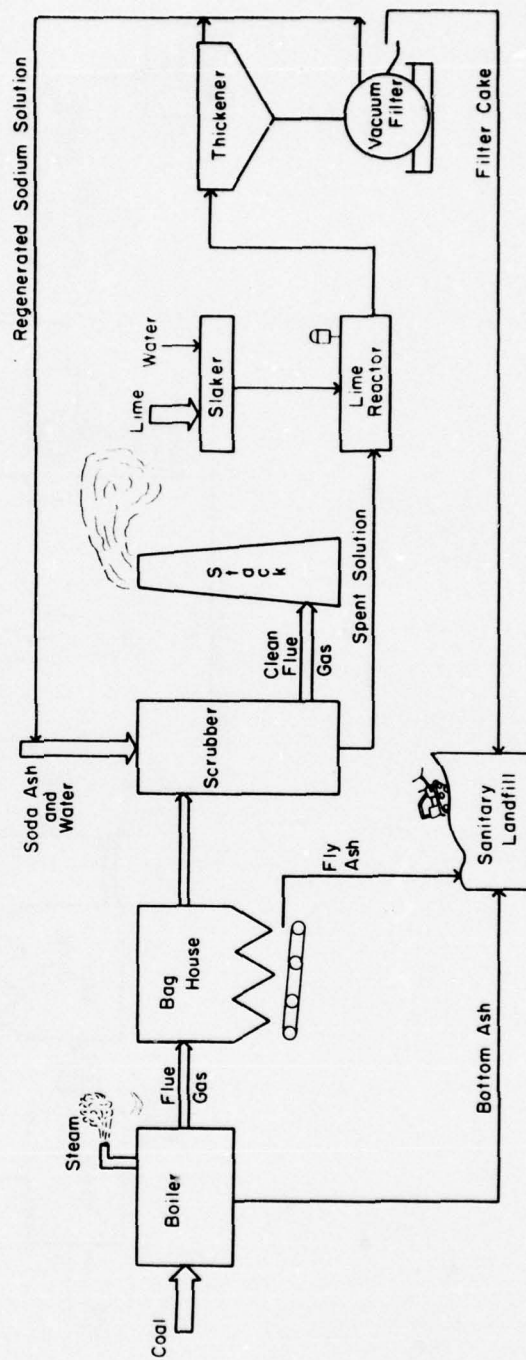 Regenerated Sodium Solution
Soda Ash
and
Water
Steam
Coal
Boiler
Flue
Gas
Bag
House
Scrubber
Clean
Flue
Gas
Stack
Lime
Water
Slaker
Lime
Reactor
Thickener
Vacuum
Filter
Spent Solution
Fly
Ash
Bottom Ash
Sanitary
Landfill
Filter Cake